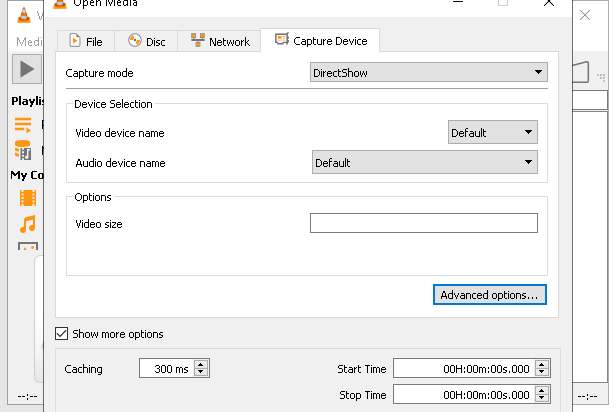 Open Media
Medi
File
Disc
Network
Capture Device
Capture mode
DirectShow
Playlis
Device Selection
Video device name
Default
Audio device name
Default
My Co
Options
Video size
Advanced options...
Show more options
Caching
300 ms
Start Time
00H:00m:00s.000
Stop Time
00H:00m:00s.000
--:--
--:--